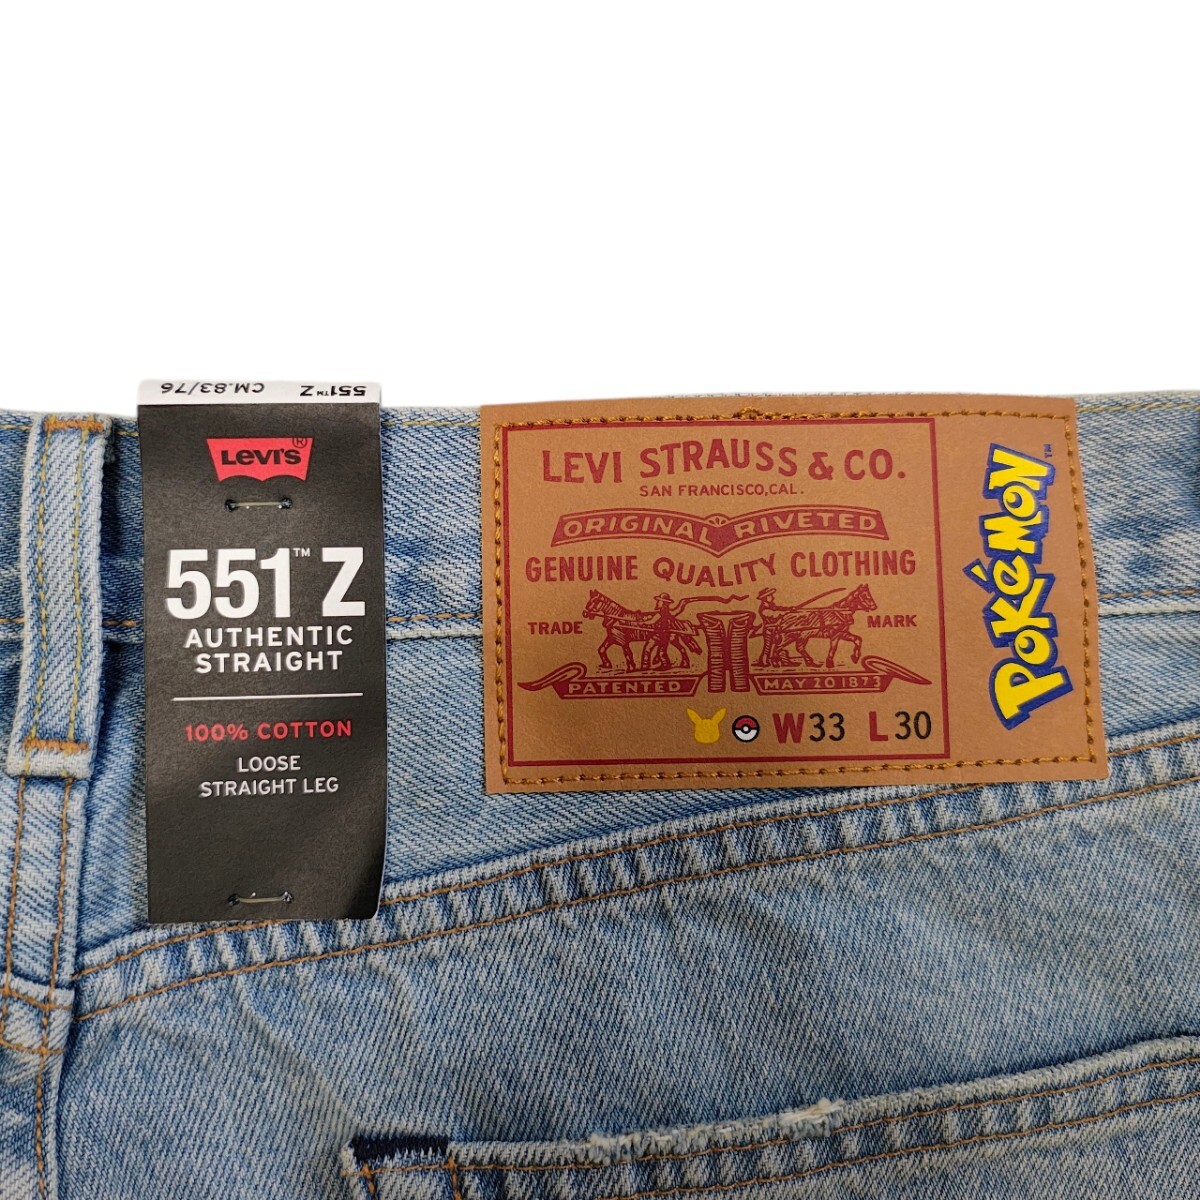 551™ Z CM.83/76
LEVI'S®
551™ Z
AUTHENTIC
STRAIGHT
100% COTTON
LOOSE
STRAIGHT LEG
LEVI STRAUSS & CO.
SAN FRANCISCO, CAL.
ORIGINAL RIVETED
GENUINE QUALITY CLOTHING
TRADE MARK
PATENTED MAY 20 1873
W33 L30
POKéMON™